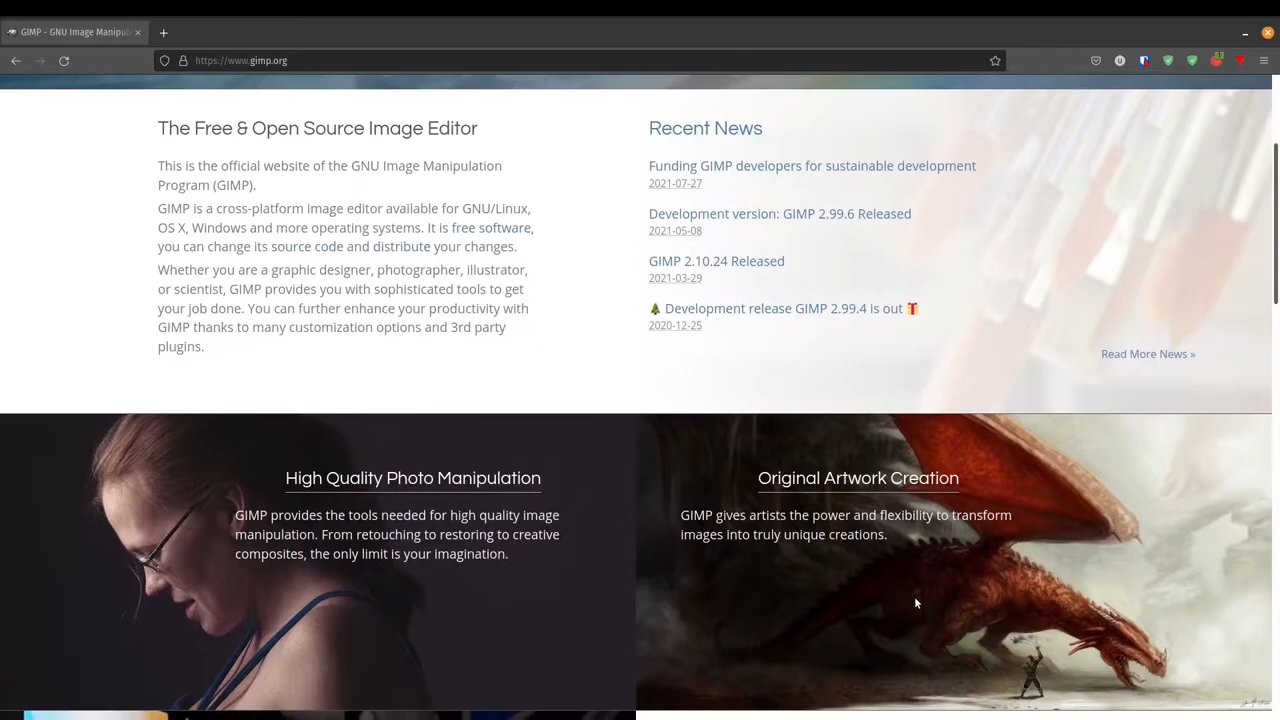 GIMP - GNU Image Manipul
https://www.gimp.org
The Free & Open Source Image Editor
This is the official website of the GNU Image Manipulation
Program (GIMP).
GIMP is a cross-platform image editor available for GNU/Linux,
OS X, Windows and more operating systems. It is free software,
you can change its source code and distribute your changes.
Whether you are a graphic designer, photographer, illustrator,
or scientist, GIMP provides you with sophisticated tools to get
your job done. You can further enhance your productivity with
GIMP thanks to many customization options and 3rd party
plugins.
Recent News
Funding GIMP developers for sustainable development
2021-07-27
Development version: GIMP 2.99.6 Released
2021-05-08
GIMP 2.10.24 Released
2021-03-29
🎄 Development release GIMP 2.99.4 is out 🎁
2020-12-25
Read More News »
High Quality Photo Manipulation
GIMP provides the tools needed for high quality image
manipulation. From retouching to restoring to creative
composites, the only limit is your imagination.
Original Artwork Creation
GIMP gives artists the power and flexibility to transform
images into truly unique creations.